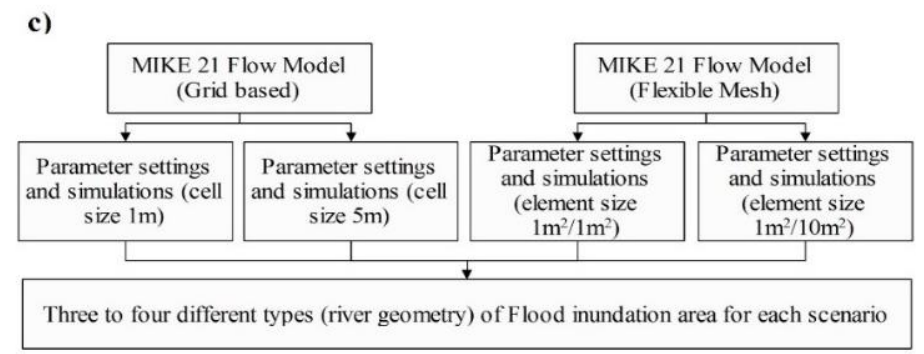 c)
MIKE 21 Flow Model
(Grid based)
MIKE 21 Flow Model
(Flexible Mesh)
Parameter settings
and simulations (cell
size 1m)
Parameter settings
and simulations (cell
size 5m)
Parameter settings
and simulations
(element size
1m²/1m²)
Parameter settings
and simulations
(element size
1m²/10m²)
Three to four different types (river geometry) of Flood inundation area for each scenario